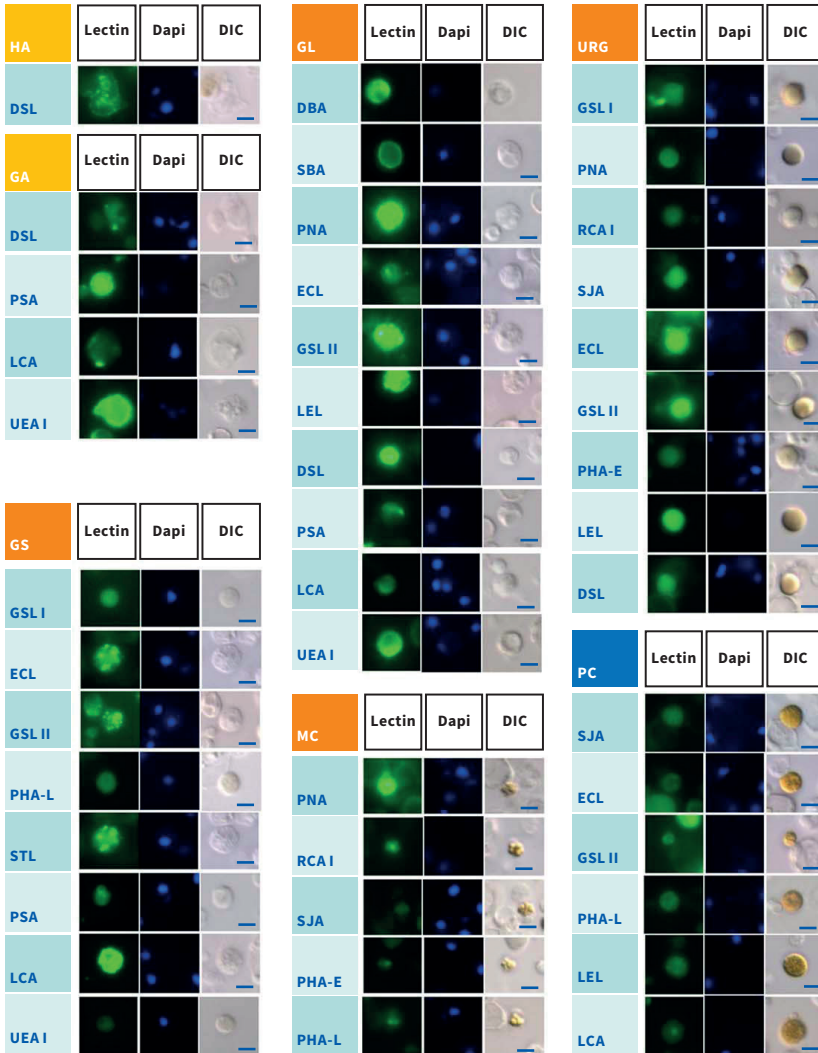 HA Lectin Dapi DIC
DSL
GA Lectin Dapi DIC
DSL
PSA
LCA
UEA I
GS Lectin Dapi DIC
GSL I
ECL
GSL II
PHA-L
STL
PSA
LCA
UEA I
GL Lectin Dapi DIC
DBA
SBA
PNA
ECL
GSL II
LEL
DSL
PSA
LCA
UEA I
MC Lectin Dapi DIC
PNA
RCA I
SJA
PHA-E
PHA-L
URG Lectin Dapi DIC
GSL I
PNA
RCA I
SJA
ECL
GSL II
PHA-E
LEL
DSL
PC Lectin Dapi DIC
SJA
ECL
GSL II
PHA-L
LEL
LCA